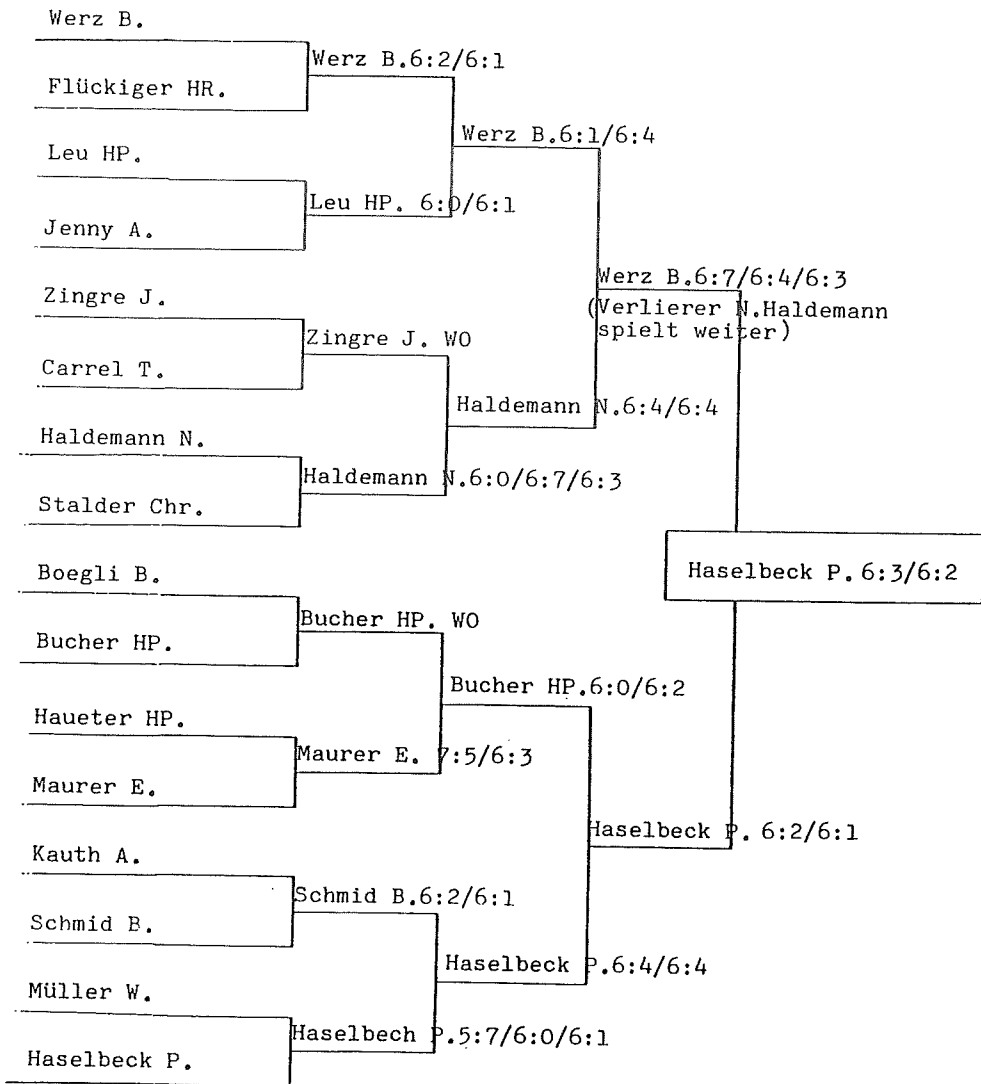 Werz B.
Werz B.6:2/6:1
Flückiger HR.
Werz B.6:1/6:4
Leu HP.
Leu HP. 6:0/6:1
Jenny A.
Werz B.6:7/6:4/6:3
(Verlierer N.Haldemann
spielt weiter)
Zingre J.
Zingre J. WO
Carrel T.
Haldemann N.6:4/6:4
Haldemann N.
Haldemann N.6:0/6:7/6:3
Stalder Chr.
Haselbeck P. 6:3/6:2
Boegli B.
Bucher HP. WO
Bucher HP.
Bucher HP.6:0/6:2
Haueter HP.
Maurer E. 7:5/6:3
Maurer E.
Haselbeck P. 6:2/6:1
Kauth A.
Schmid B.6:2/6:1
Schmid B.
Haselbeck P.6:4/6:4
Müller W.
Haselbech P.5:7/6:0/6:1
Haselbeck P.